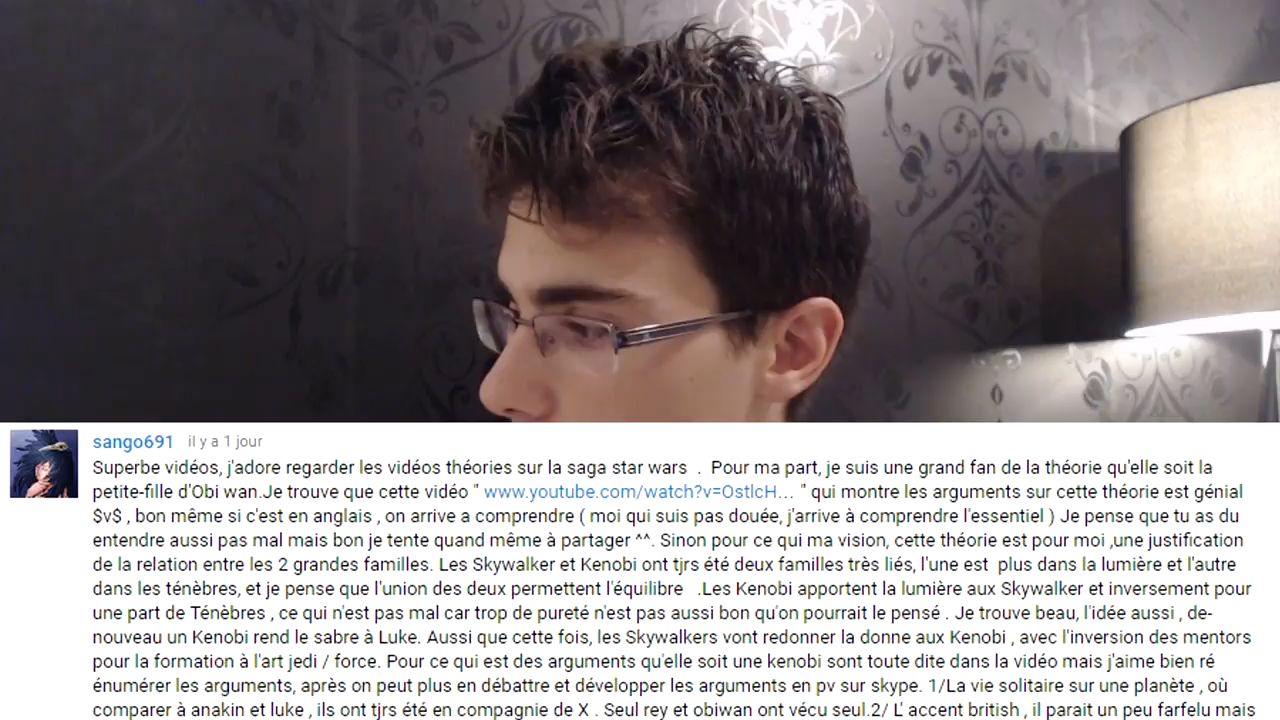 sango691 il y a 1 jour
Superbe vidéos, j'adore regarder les vidéos théories sur la saga star wars . Pour ma part, je suis une grand fan de la théorie qu'elle soit la
petite-fille d'Obi wan.Je trouve que cette vidéo " www.youtube.com/watch?v=OstlcH... " qui montre les arguments sur cette théorie est génial
$v$ , bon même si c'est en anglais , on arrive a comprendre ( moi qui suis pas douée, j'arrive à comprendre l'essentiel ) Je pense que tu as du
entendre aussi pas mal mais bon je tente quand même à partager ^^. Sinon pour ce qui ma vision, cette théorie est pour moi ,une justification
de la relation entre les 2 grandes familles. Les Skywalker et Kenobi ont tjrs été deux familles très liés, l'une est plus dans la lumière et l'autre
dans les ténèbres, et je pense que l'union des deux permettent l'équilibre .Les Kenobi apportent la lumière aux Skywalker et inversement pour
une part de Ténèbres , ce qui n'est pas mal car trop de pureté n'est pas aussi bon qu'on pourrait le pensé . Je trouve beau, l'idée aussi , de-
nouveau un Kenobi rend le sabre à Luke. Aussi que cette fois, les Skywalkers vont redonner la donne aux Kenobi , avec l'inversion des mentors
pour la formation à l'art jedi / force. Pour ce qui est des arguments qu'elle soit une kenobi sont toute dite dans la vidéo mais j'aime bien ré
énumérer les arguments, après on peut plus en débattre et développer les arguments en pv sur skype. 1/La vie solitaire sur une planète , où
comparer à anakin et luke , ils ont tjrs été en compagnie de X . Seul rey et obiwan ont vécu seul.2/ L' accent british , il parait un peu farfelu mais